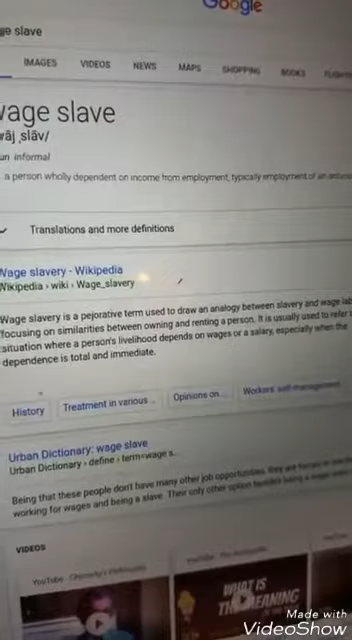 Google
ge slave
IMAGES VIDEOS NEWS MAPS SHOPPING BOOKS FLIGHTS
wage slave
wāj ˌslāv/
un informal
a person wholly dependent on income from employment, typically employment of an
Translations and more definitions
Wage slavery - Wikipedia
Wikipedia › wiki › Wage_slavery
Wage slavery is a pejorative term used to draw an analogy between slavery and wage lab
focusing on similarities between owning and renting a person. It is usually used to refer t
situation where a person's livelihood depends on wages or a salary, especially when the
dependence is total and immediate.
History Treatment in various ... Opinions on ... Workers' self-management
Urban Dictionary: wage slave
Urban Dictionary › define › term=wage s...
Being that these people don't have many other job opportunities, they are
working for wages and being a slave. Their only other option
VIDEOS
YouTube
YouTube
WHAT IS
Made with
VideoShow